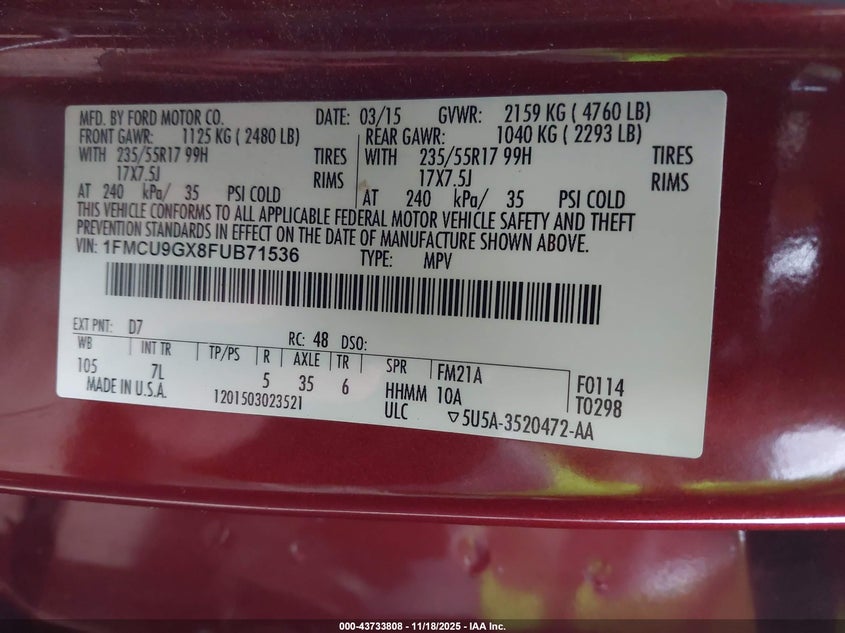 MFD. BY FORD MOTOR CO. DATE: 03/15 GVWR: 2159 KG ( 4760 LB)
FRONT GAWR: 1125 KG ( 2480 LB) REAR GAWR: 1040 KG ( 2293 LB)
WITH 235/55R17 99H TIRES WITH 235/55R17 99H TIRES
17X7.5J RIMS 17X7.5J RIMS
AT 240 kPa/ 35 PSI COLD AT 240 kPa/ 35 PSI COLD
THIS VEHICLE CONFORMS TO ALL APPLICABLE FEDERAL MOTOR VEHICLE SAFETY AND THEFT
PREVENTION STANDARDS IN EFFECT ON THE DATE OF MANUFACTURE SHOWN ABOVE.
VIN: 1FMCU9GX8FUB71536 TYPE: MPV
EXT PNT: D7 RC: 48 DSO:
WB INT TR TP/PS R AXLE TR SPR FM21A F0114
105 7L 5 35 6 HHMM 10A T0298
MADE IN U.S.A. 1201503023521 ULC ▽5U5A-3520472-AA
000-43733808 - 11/18/2025 - IAA Inc.